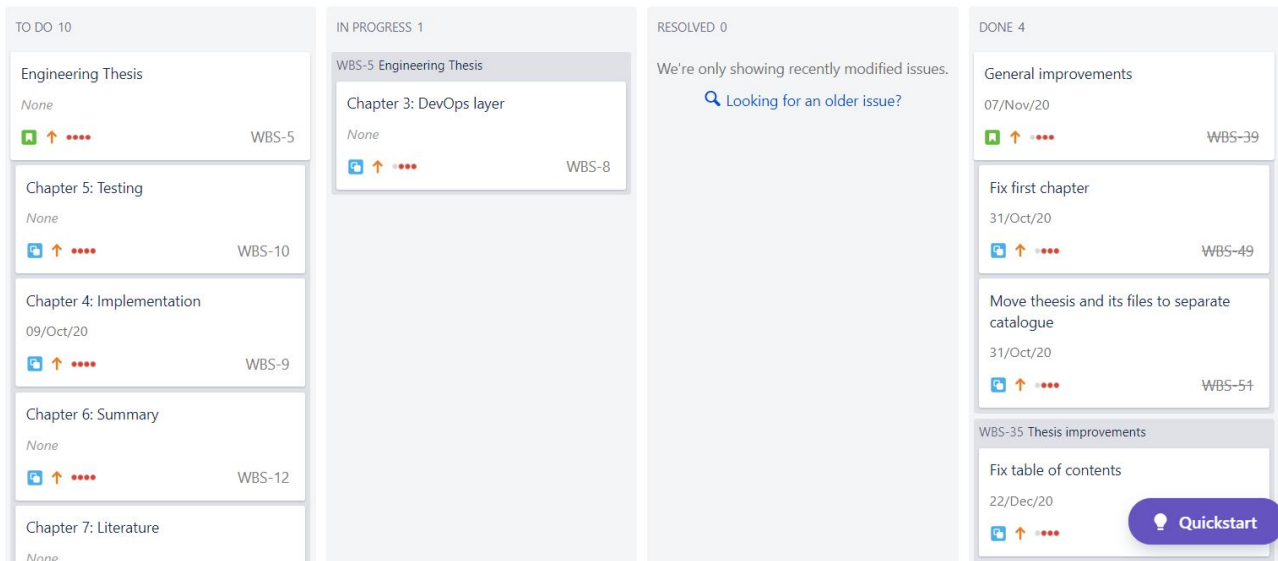 TO DO 10
Engineering Thesis
None
WBS-5
Chapter 5: Testing
None
WBS-10
Chapter 4: Implementation
09/Oct/20
WBS-9
Chapter 6: Summary
None
WBS-12
Chapter 7: Literature
None
IN PROGRESS 1
WBS-5 Engineering Thesis
Chapter 3: DevOps layer
None
WBS-8
RESOLVED 0
We're only showing recently modified issues.
Looking for an older issue?
DONE 4
General improvements
07/Nov/20
WBS-39
Fix first chapter
31/Oct/20
WBS-49
Move theesis and its files to separate
catalogue
31/Oct/20
WBS-51
WBS-35 Thesis improvements
Fix table of contents
22/Dec/20
Quickstart